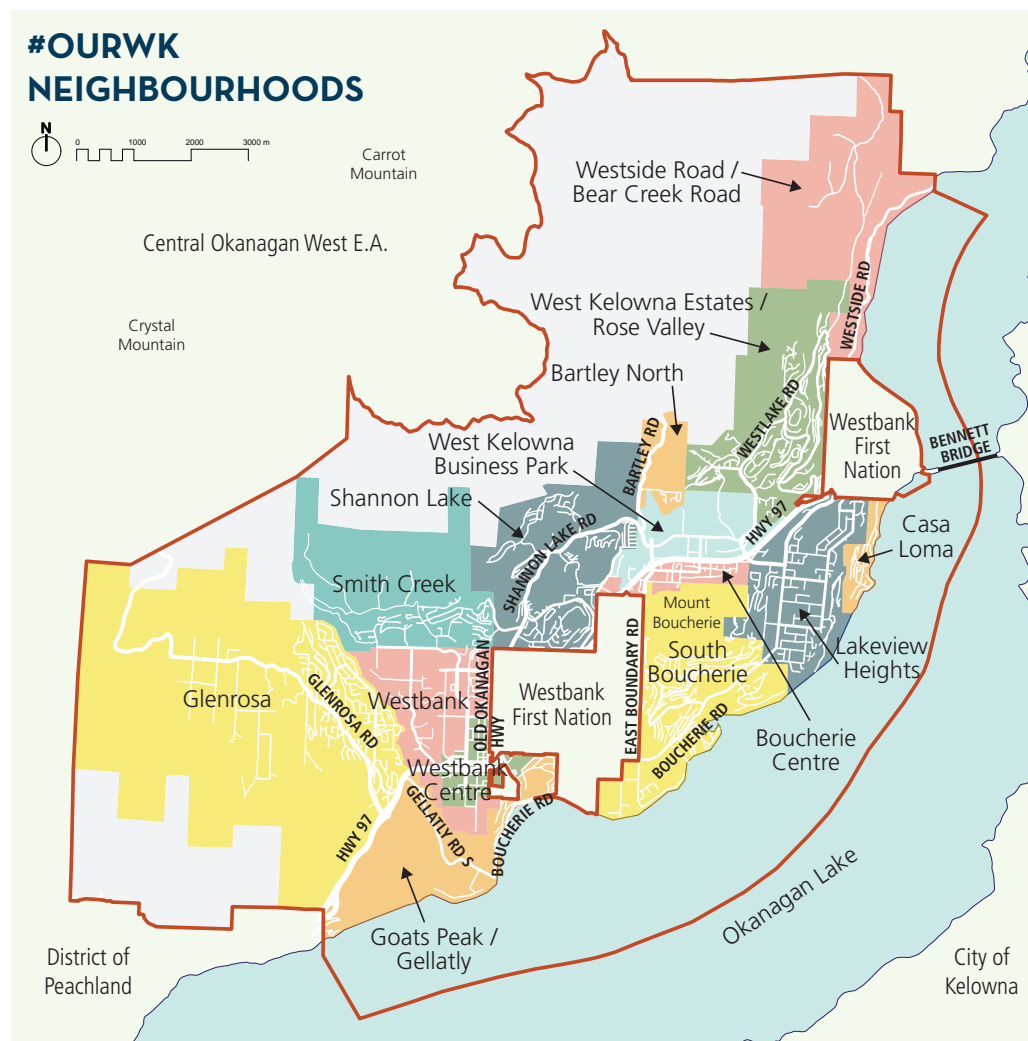 #OURWK
NEIGHBOURHOODS
N
0 1000 2000 3000 m
Carrot
Mountain
Central Okanagan West E.A.
Crystal
Mountain
Westside Road /
Bear Creek Road
WESTSIDE RD
West Kelowna Estates /
Rose Valley
Bartley North
WESTLAKE RD
BARTLEY RD
West Kelowna
Business Park
Westbank
First
Nation
BENNETT
BRIDGE
Shannon Lake
SHANNON LAKE RD
HWY 97
Casa
Loma
Smith Creek
Mount
Boucherie
South
Boucherie
Lakeview
Heights
Glenrosa
GLENROSA RD
Westbank
OLD OKANAGAN
HWY
Westbank
First Nation
EAST BOUNDARY RD
BOUCHERIE RD
Boucherie
Centre
Westbank
Centre
HWY 97
GELLATLY RD S
BOUCHERIE RD
Goats Peak /
Gellatly
Okanagan Lake
District of
Peachland
City of
Kelowna